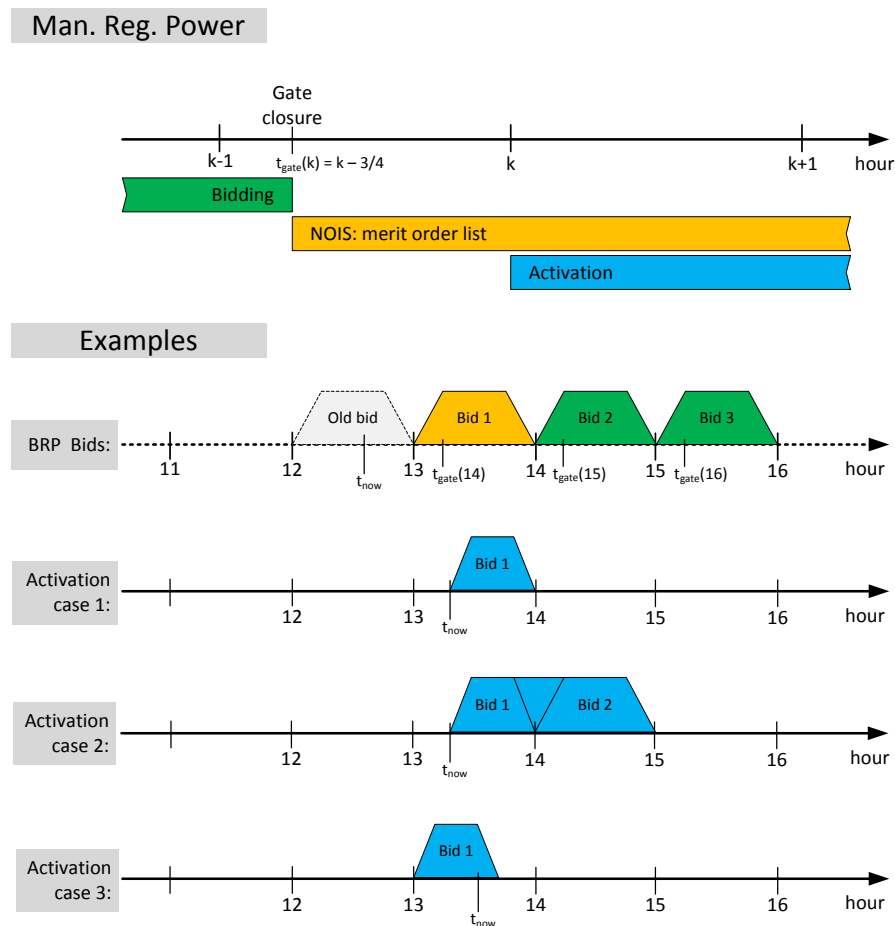 Man. Reg. Power
Gate
closure
k-1
t_gate(k) = k – 3/4
k
k+1
hour
Bidding
NOIS: merit order list
Activation
Examples
BRP Bids:
Old bid
Bid 1
Bid 2
Bid 3
11
12
13
14
15
16
hour
t_now
t_gate(14)
t_gate(15)
t_gate(16)
Activation
case 1:
Bid 1
12
13
14
15
16
hour
t_now
Activation
case 2:
Bid 1
Bid 2
12
13
14
15
16
hour
t_now
Activation
case 3:
Bid 1
12
13
14
15
16
hour
t_now